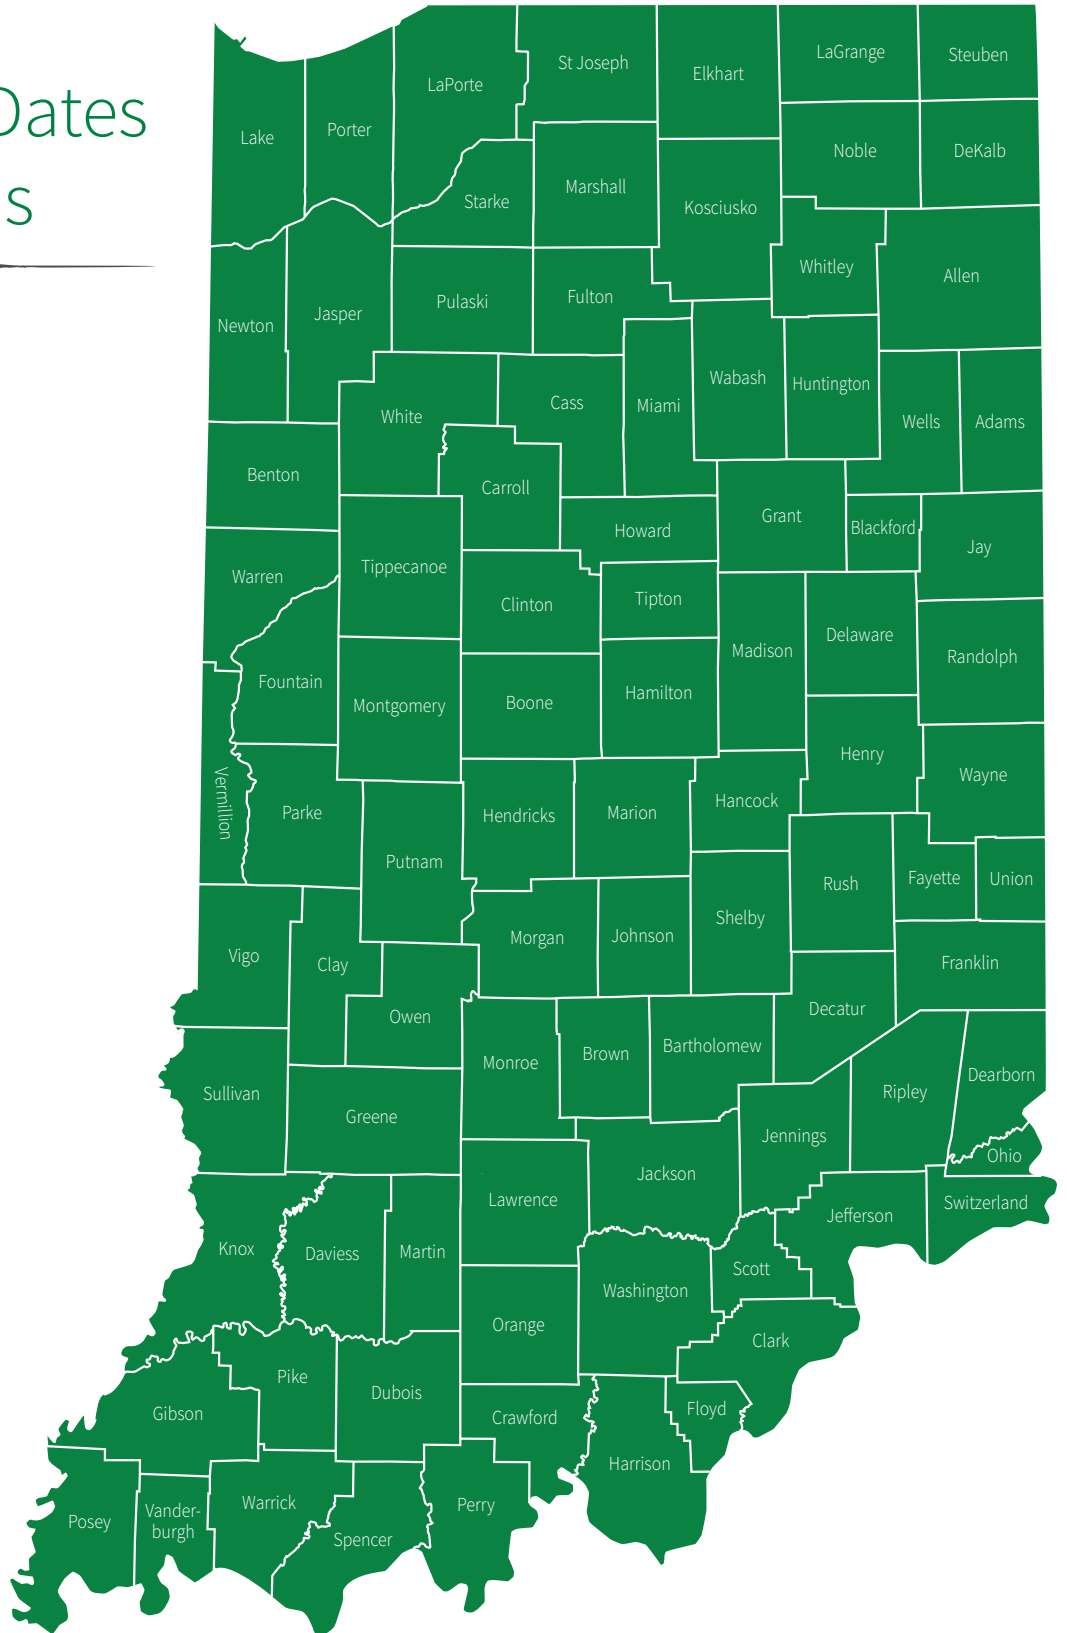 Dates
s
St Joseph
LaGrange
Steuben
Elkhart
LaPorte
Porter
Lake
Noble
DeKalb
Marshall
Starke
Kosciusko
Whitley
Allen
Fulton
Pulaski
Jasper
Newton
Wabash
Huntington
Cass
Miami
White
Wells
Adams
Benton
Carroll
Grant
Blackford
Howard
Jay
Tippecanoe
Warren
Clinton
Tipton
Delaware
Madison
Randolph
Fountain
Hamilton
Boone
Montgomery
Henry
Wayne
Vermillion
Hancock
Parke
Hendricks
Marion
Putnam
Rush
Fayette
Union
Shelby
Morgan
Johnson
Vigo
Clay
Franklin
Owen
Decatur
Bartholomew
Brown
Monroe
Dearborn
Ripley
Sullivan
Greene
Jennings
Ohio
Jackson
Lawrence
Switzerland
Jefferson
Knox
Daviess
Martin
Scott
Washington
Orange
Clark
Pike
Dubois
Gibson
Crawford
Floyd
Harrison
Warrick
Perry
Posey
Vander-
burgh
Spencer